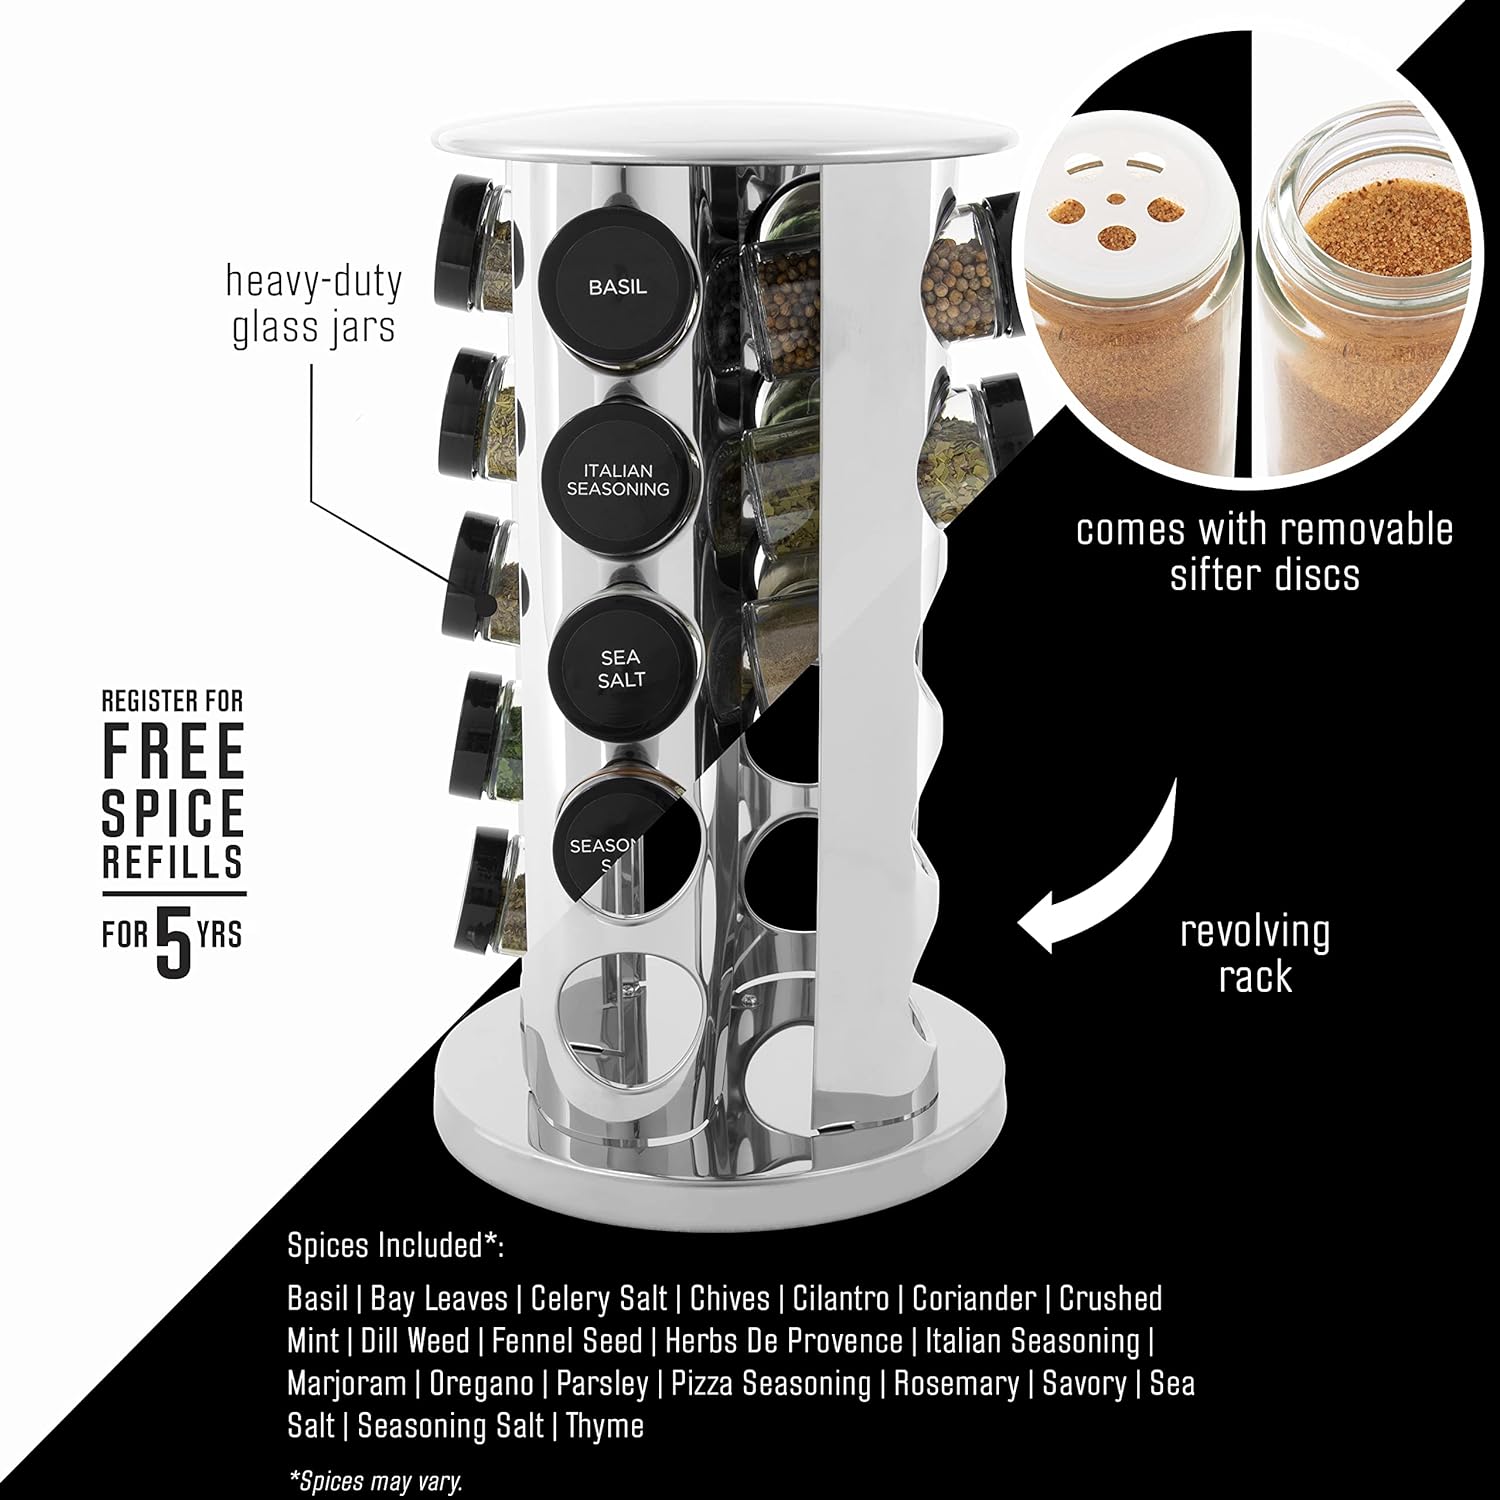 BASIL
heavy-duty
glass jars
ITALIAN
SEASONING
comes with removable
sifter discs
SEA
SALT
REGISTER FOR
FREE
SPICE
REFILLS
FOR 5 YRS
SEASON
S
revolving
rack
Spices Included*:
Basil | Bay Leaves | Celery Salt | Chives | Cilantro | Coriander | Crushed
Mint | Dill Weed | Fennel Seed | Herbs De Provence | Italian Seasoning |
Marjoram | Oregano | Parsley | Pizza Seasoning | Rosemary | Savory | Sea
Salt | Seasoning Salt | Thyme
*Spices may vary.